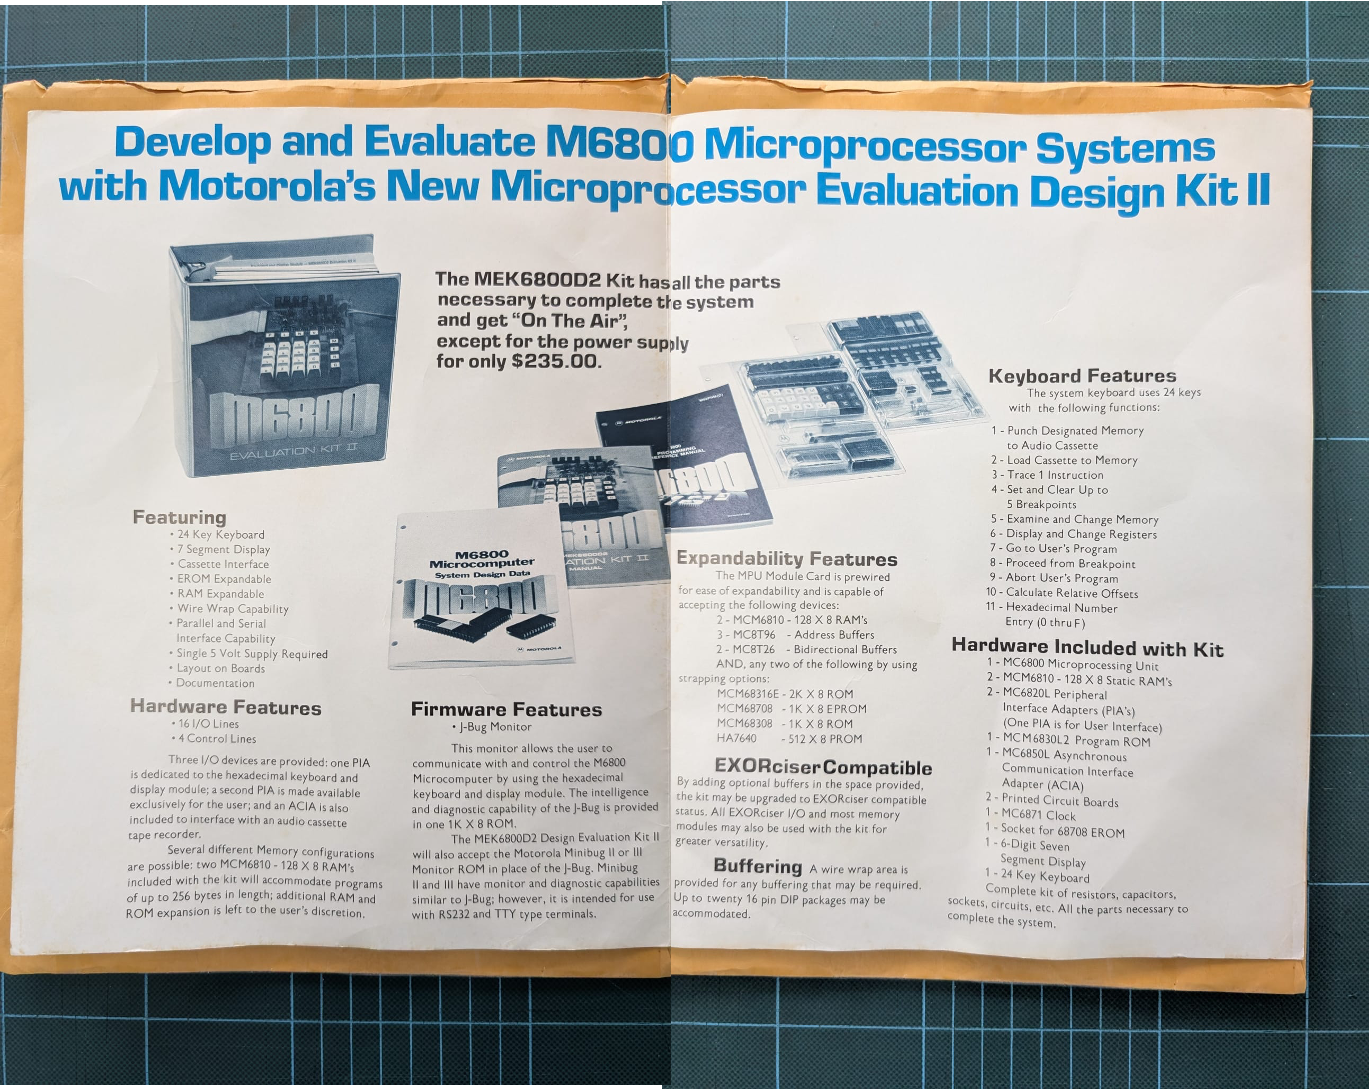 Develop and Evaluate M6800 Microprocessor Systems
with Motorola's New Microprocessor Evaluation Design Kit II
The MEK6800D2 Kit has all the parts
necessary to complete the system
and get “On The Air”,
except for the power supply
for only $235.00.
M6800
EVALUATION KIT II
MOTOROLA
PROGRAMMING
REFERENCE MANUAL
MOTOROLA
ATION KIT II
MANUAL
M6800
Microcomputer
System Design Data
M6800
MOTOROLA
Featuring
• 24 Key Keyboard
• 7 Segment Display
• Cassette Interface
• EROM Expandable
• RAM Expandable
• Wire Wrap Capability
• Parallel and Serial
Interface Capability
• Single 5 Volt Supply Required
• Layout on Boards
• Documentation
Hardware Features
• 16 I/O Lines
• 4 Control Lines
Three I/O devices are provided: one PIA
is dedicated to the hexadecimal keyboard and
display module; a second PIA is made available
exclusively for the user; and an ACIA is also
included to interface with an audio cassette
tape recorder.
Several different Memory configurations
are possible: two MCM6810 - 128 X 8 RAM's
included with the kit will accommodate programs
of up to 256 bytes in length; additional RAM and
ROM expansion is left to the user's discretion.
Firmware Features
• J-Bug Monitor
This monitor allows the user to
communicate with and control the M6800
Microcomputer by using the hexadecimal
keyboard and display module. The intelligence
and diagnostic capability of the J-Bug is provided
in one 1K X 8 ROM.
The MEK6800D2 Design Evaluation Kit II
will also accept the Motorola Minibug II or III
Monitor ROM in place of the J-Bug. Minibug
II and III have monitor and diagnostic capabilities
similar to J-Bug; however, it is intended for use
with RS232 and TTY type terminals.
Expandability Features
The MPU Module Card is prewired
for ease of expandability and is capable of
accepting the following devices:
2 - MCM6810 - 128 X 8 RAM's
3 - MC8T96 - Address Buffers
2 - MC8T26 - Bidirectional Buffers
AND, any two of the following by using
strapping options:
MCM68316E - 2K X 8 ROM
MCM68708 - 1K X 8 EPROM
MCM68308 - 1K X 8 ROM
HA7640 - 512 X 8 PROM
EXORciser Compatible
By adding optional buffers in the space provided,
the kit may be upgraded to EXORciser compatible
status. All EXORciser I/O and most memory
modules may also be used with the kit for
greater versatility.
Buffering A wire wrap area is
provided for any buffering that may be required.
Up to twenty 16 pin DIP packages may be
accommodated.
Keyboard Features
The system keyboard uses 24 keys
with the following functions:
1 - Punch Designated Memory
to Audio Cassette
2 - Load Cassette to Memory
3 - Trace 1 Instruction
4 - Set and Clear Up to
5 Breakpoints
5 - Examine and Change Memory
6 - Display and Change Registers
7 - Go to User's Program
8 - Proceed from Breakpoint
9 - Abort User's Program
10 - Calculate Relative Offsets
11 - Hexadecimal Number
Entry (0 thru F)
Hardware Included with Kit
1 - MC6800 Microprocessing Unit
2 - MCM6810 - 128 X 8 Static RAM's
2 - MC6820L Peripheral
Interface Adapters (PIA's)
(One PIA is for User Interface)
1 - MCM6830L2 Program ROM
1 - MC6850L Asynchronous
Communication Interface
Adapter (ACIA)
2 - Printed Circuit Boards
1 - MC6871 Clock
1 - Socket for 68708 EROM
1 - 6-Digit Seven
Segment Display
1 - 24 Key Keyboard
Complete kit of resistors, capacitors,
sockets, circuits, etc. All the parts necessary to
complete the system.